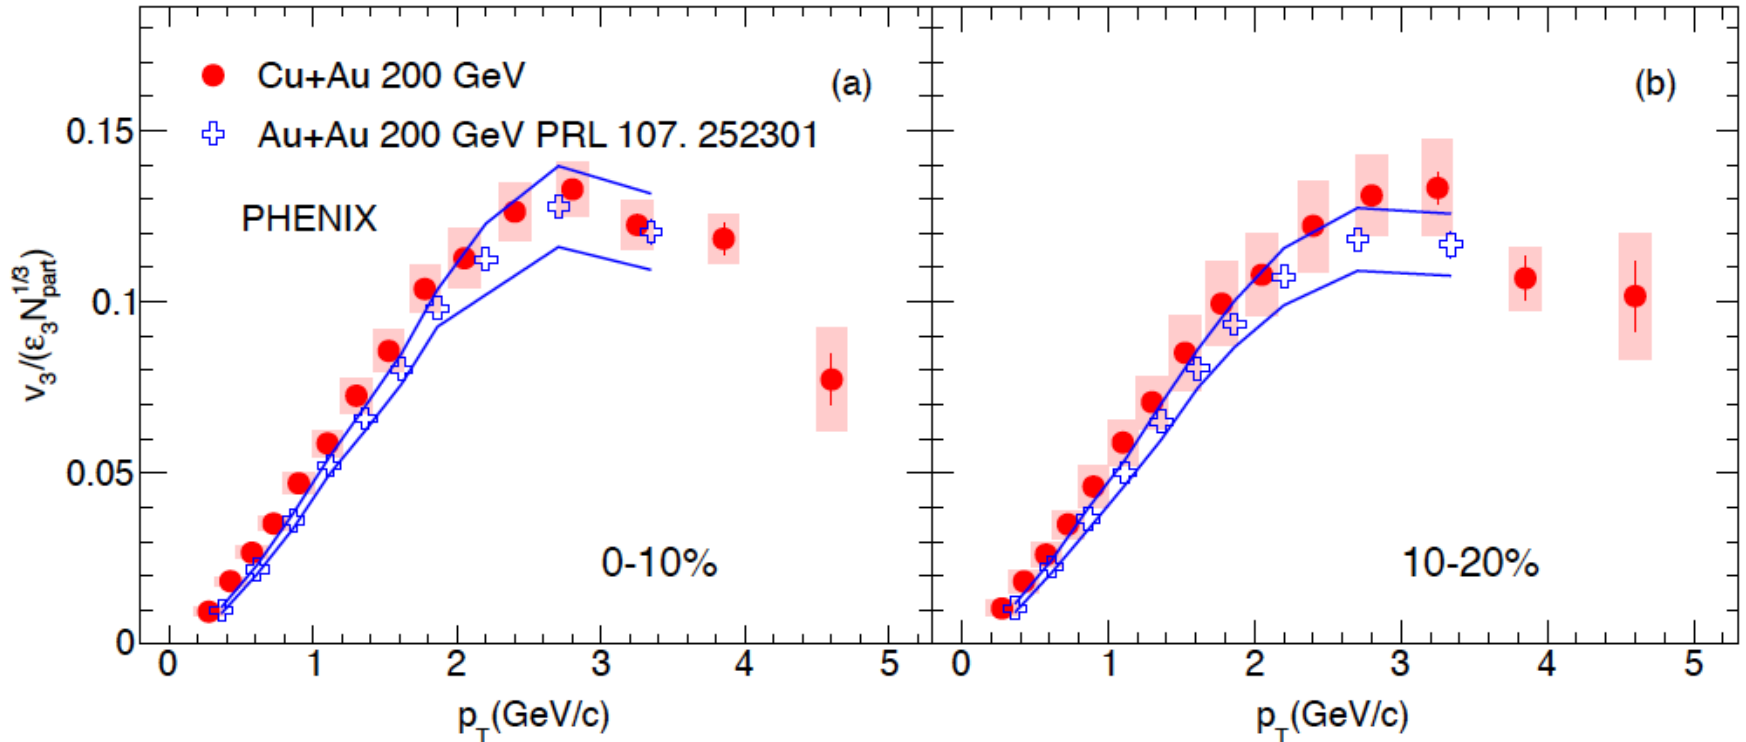 Cu+Au 200 GeV
(a)
(b)
Au+Au 200 GeV PRL 107. 252301
PHENIX
0.15
0.1
0.05
0
v3/(ε3N1/3part)
0-10%
10-20%
0 1 2 3 4 5
0 1 2 3 4 5
pT(GeV/c)
pT(GeV/c)